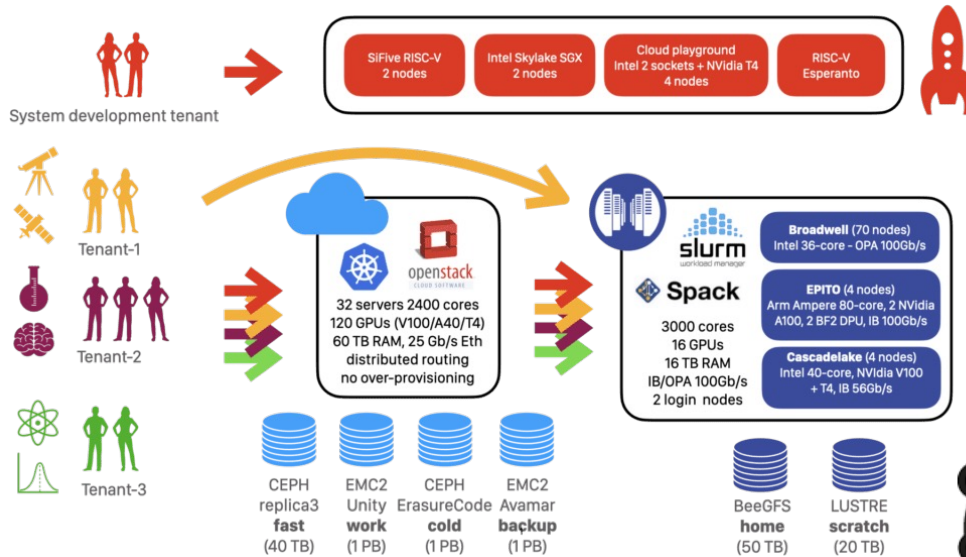 SiFive RISC-V
2 nodes
Intel Skylake SGX
2 nodes
Cloud playground
Intel 2 sockets + NVidia T4
4 nodes
RISC-V
Esperanto
System development tenant
Tenant-1
Tenant-2
Tenant-3
openstack
CLOUD SOFTWARE
32 servers 2400 cores
120 GPUs (V100/A40/T4)
60 TB RAM, 25 Gb/s Eth
distributed routing
no over-provisioning
slurm
workload manager
Spack
3000 cores
16 GPUs
16 TB RAM
IB/OPA 100Gb/s
2 login nodes
Broadwell (70 nodes)
Intel 36-core - OPA 100Gb/s
EPITO (4 nodes)
Arm Ampere 80-core, 2 NVidia
A100, 2 BF2 DPU, IB 100Gb/s
Cascadelake (4 nodes)
Intel 40-core, NVIdia V100
+ T4, IB 56Gb/s
CEPH
replica3
fast
(40 TB)
EMC2
Unity
work
(1 PB)
CEPH
ErasureCode
cold
(1 PB)
EMC2
Avamar
backup
(1 PB)
BeeGFS
home
(50 TB)
LUSTRE
scratch
(20 TB)